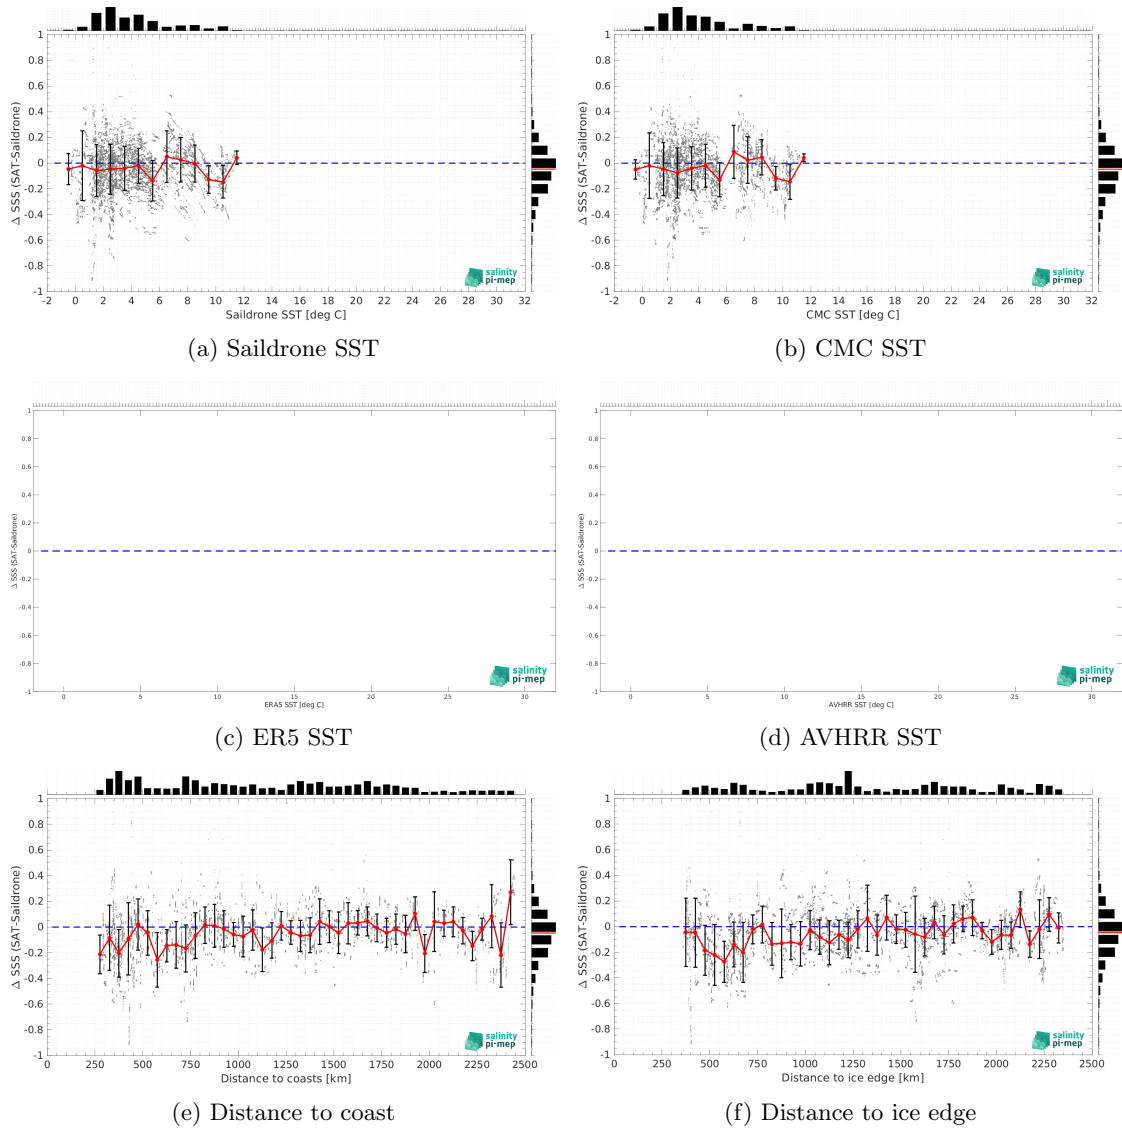 1
0.8
0.6
0.4
0.2
0
-0.2
-0.4
-0.6
-0.8
-1
Δ SSS (SAT-Saildrone)
salinity
pi-mep
-2 0 2 4 6 8 10 12 14 16 18 20 22 24 26 28 30 32
Saildrone SST [deg C]
(a) Saildrone SST
1
0.8
0.6
0.4
0.2
0
-0.2
-0.4
-0.6
-0.8
-1
Δ SSS (SAT-Saildrone)
salinity
pi-mep
-2 0 2 4 6 8 10 12 14 16 18 20 22 24 26 28 30 32
CMC SST [deg C]
(b) CMC SST
1
0.8
0.6
0.4
0.2
0
-0.2
-0.4
-0.6
-0.8
-1
Δ SSS (SAT-Saildrone)
salinity
pi-mep
0 5 10 15 20 25 30
ERA5 SST [deg C]
(c) ER5 SST
1
0.8
0.6
0.4
0.2
0
-0.2
-0.4
-0.6
-0.8
-1
Δ SSS (SAT-Saildrone)
salinity
pi-mep
0 5 10 15 20 25 30
AVHRR SST [deg C]
(d) AVHRR SST
1
0.8
0.6
0.4
0.2
0
-0.2
-0.4
-0.6
-0.8
-1
Δ SSS (SAT-Saildrone)
salinity
pi-mep
0 250 500 750 1000 1250 1500 1750 2000 2250 2500
Distance to coasts [km]
(e) Distance to coast
1
0.8
0.6
0.4
0.2
0
-0.2
-0.4
-0.6
-0.8
-1
Δ SSS (SAT-Saildrone)
salinity
pi-mep
0 250 500 750 1000 1250 1500 1750 2000 2250 2500
Distance to ice edge [km]
(f) Distance to ice edge